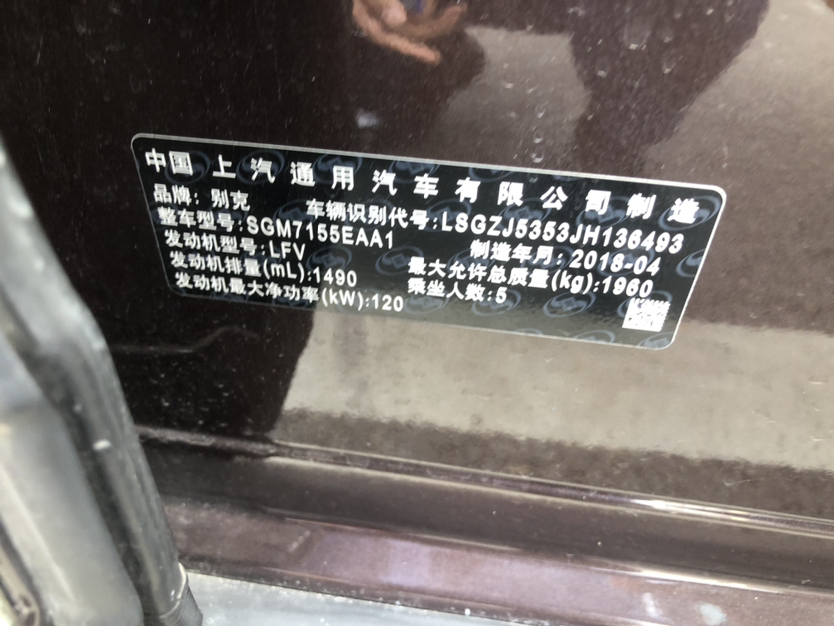 中国 上汽通用汽车有限公司制造
品牌：别克 车辆识别代号：LSGZJ5353JH136493
整车型号：SGM7155EAA1 制造年月：2018-04
发动机型号：LFV 最大允许总质量(kg)：1960
发动机排量(mL)：1490 乘坐人数：5
发动机最大净功率(kW)：120